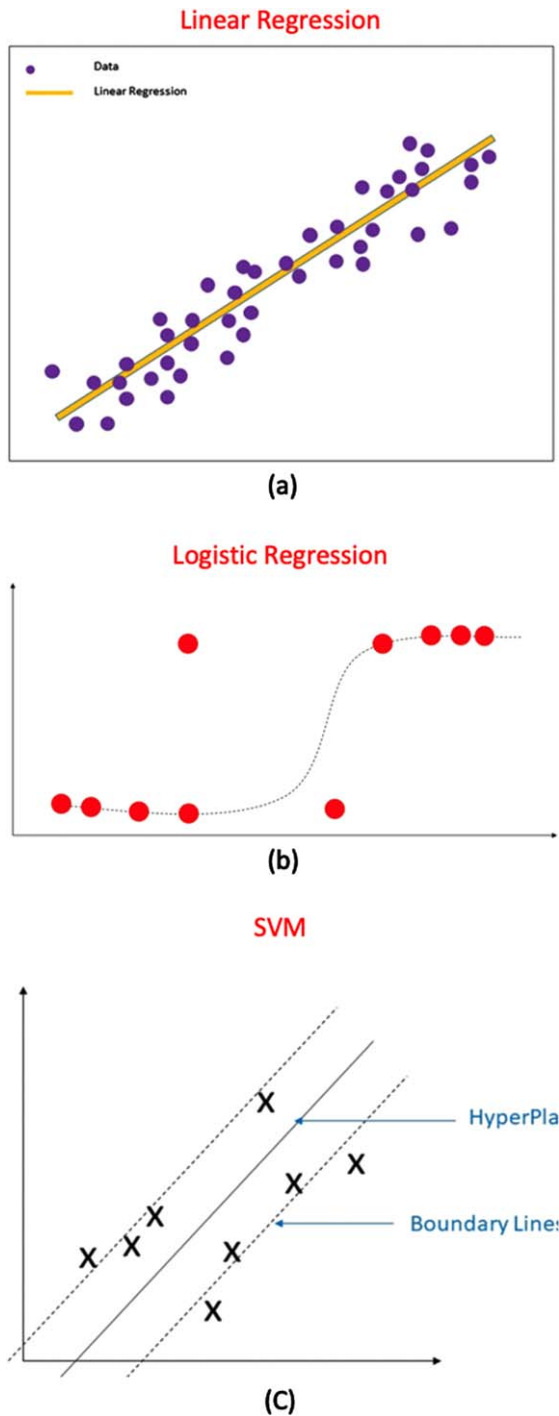 Linear Regression
Data
Linear Regression
(a)
Logistic Regression
(b)
SVM
X
HyperPla
X
X
X
X
X
Boundary Lines
X
X
X
(C)